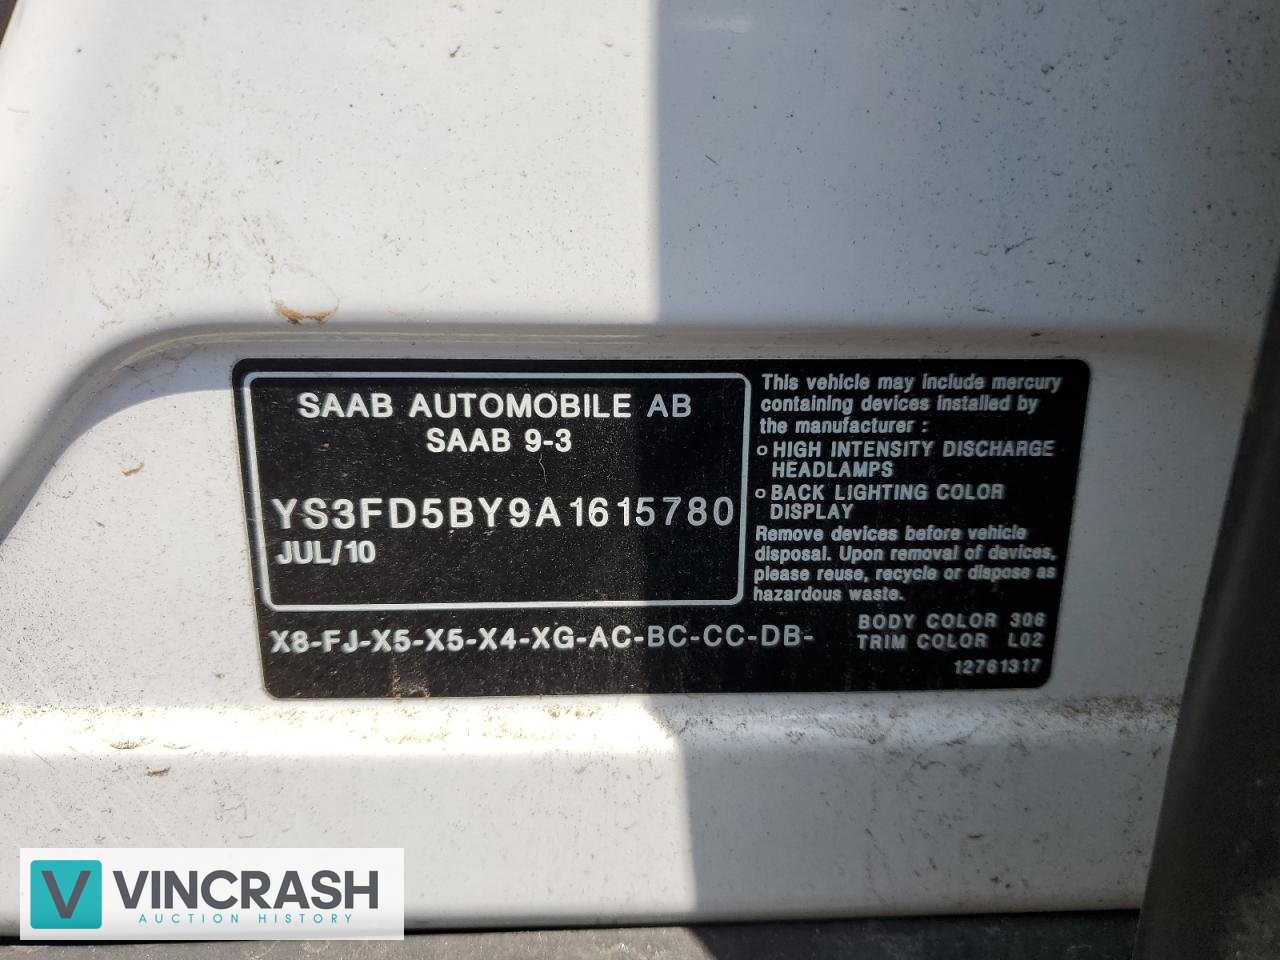 SAAB AUTOMOBILE AB
SAAB 9-3
YS3FD5BY9A1615780
JUL/10
This vehicle may include mercury
containing devices installed by
the manufacturer :
o HIGH INTENSITY DISCHARGE
HEADLAMPS
o BACK LIGHTING COLOR
DISPLAY
Remove devices before vehicle
disposal. Upon removal of devices,
please reuse, recycle or dispose as
hazardous waste.
X8-FJ-X5-X5-X4-XG-AC-BC-CC-DB-
BODY COLOR 306
TRIM COLOR L02
12761317
V VINCRASH
AUCTION HISTORY